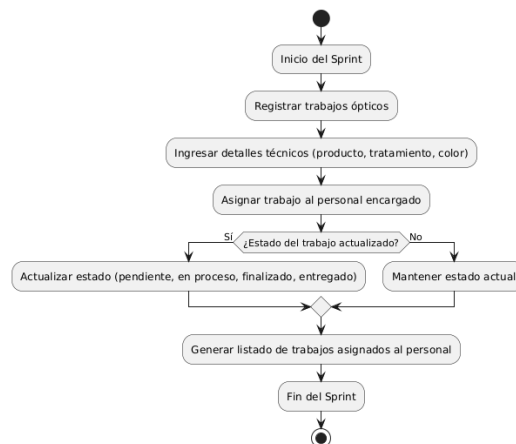 Inicio del Sprint
Registrar trabajos ópticos
Ingresar detalles técnicos (producto, tratamiento, color)
Asignar trabajo al personal encargado
¿Estado del trabajo actualizado?
Sí
No
Actualizar estado (pendiente, en proceso, finalizado, entregado)
Mantener estado actual
Generar listado de trabajos asignados al personal
Fin del Sprint